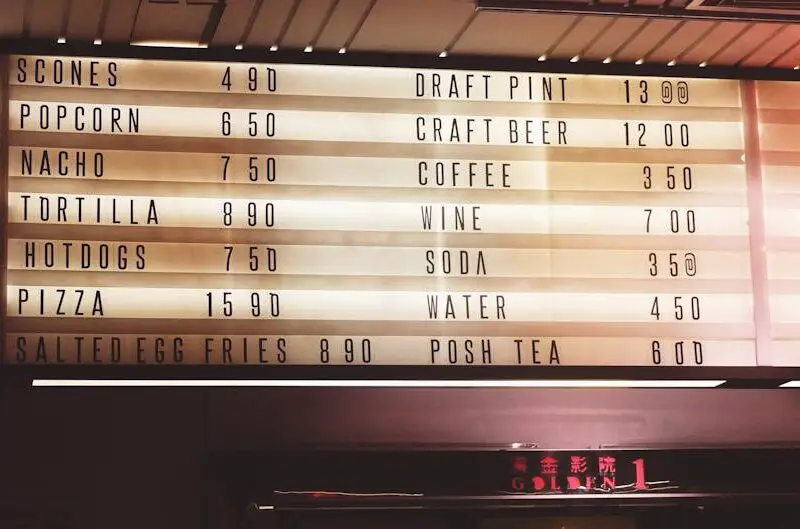 SCONES 4 90
POPCORN 6 50
NACHO 7 50
TORTILLA 8 90
HOTDOGS 7 50
PIZZA 15 90
SALTED EGG FRIES 8 90
DRAFT PINT 13 00
CRAFT BEER 12 00
COFFEE 3 50
WINE 7 00
SODA 3 50
WATER 4 50
POSH TEA 6 00
黃金影院
GOLDEN 1